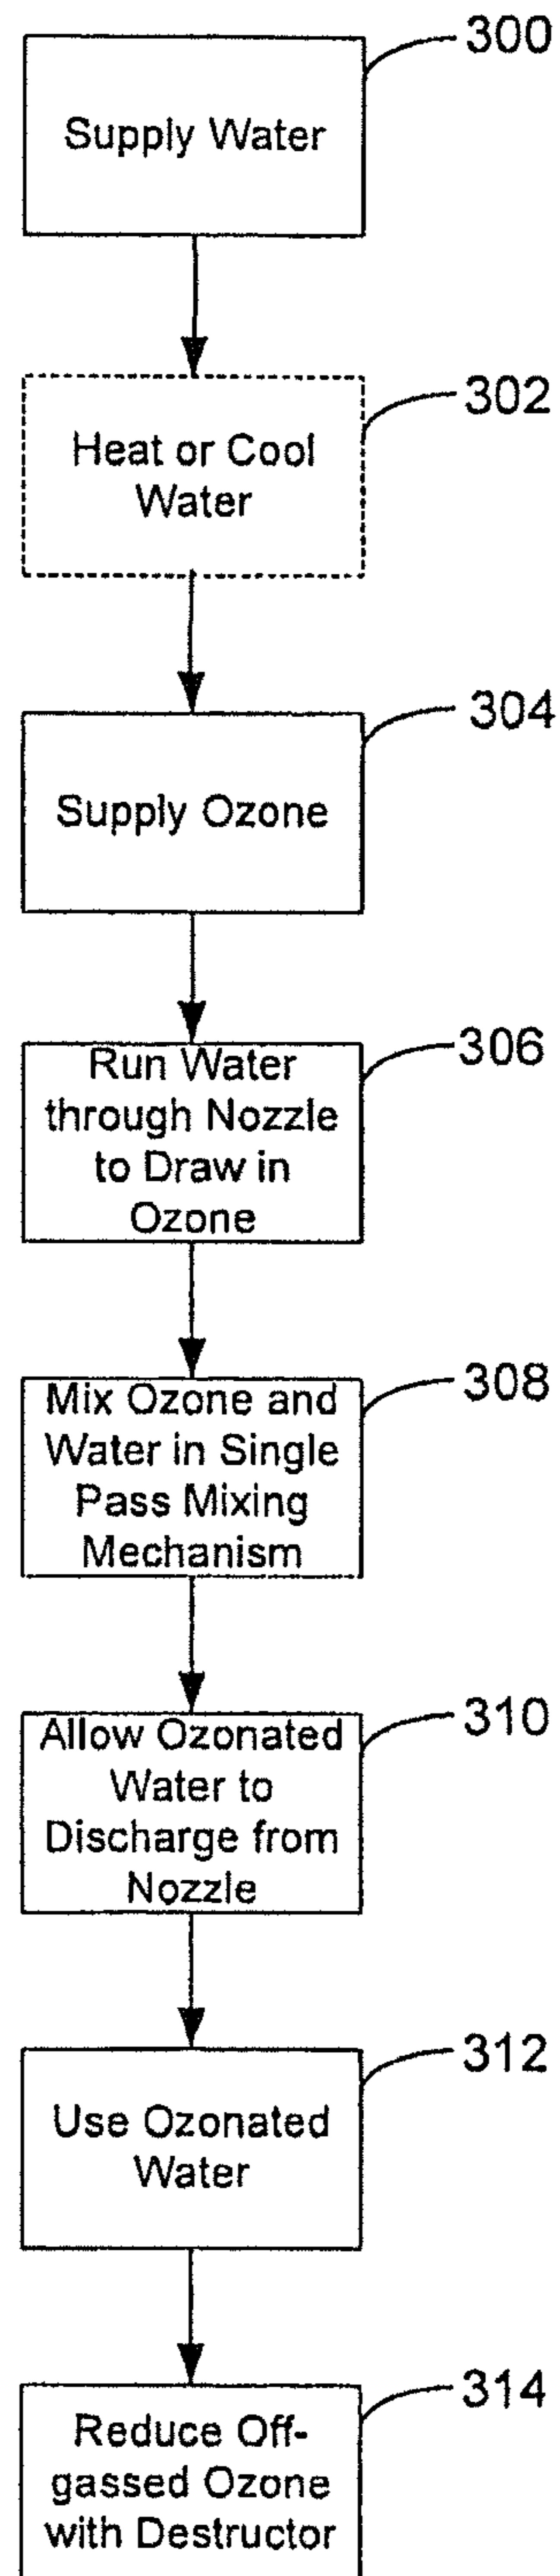 300
Supply Water
302
Heat or Cool
Water
304
Supply Ozone
306
Run Water
through Nozzle
to Draw in
Ozone
308
Mix Ozone and
Water in Single
Pass Mixing
Mechanism
310
Allow Ozonated
Water to
Discharge from
Nozzle
312
Use Ozonated
Water
314
Reduce Off-
gassed Ozone
with Destructor